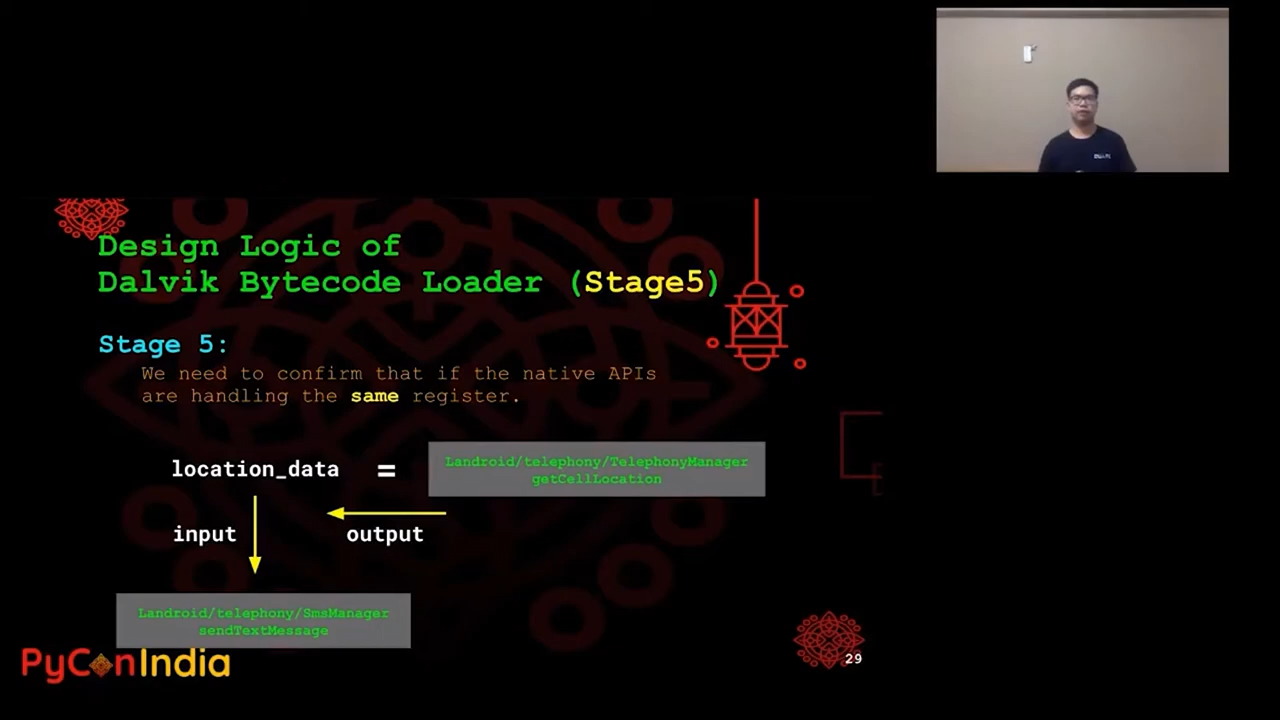 Design Logic of
Dalvik Bytecode Loader (Stage5)
Stage 5:
We need to confirm that if the native APIs
are handling the same register.
location_data =
Landroid/telephony/TelephonyManager
getCellLocation
input
output
Landroid/telephony/SmsManager
sendTextMessage
PyConIndia
29